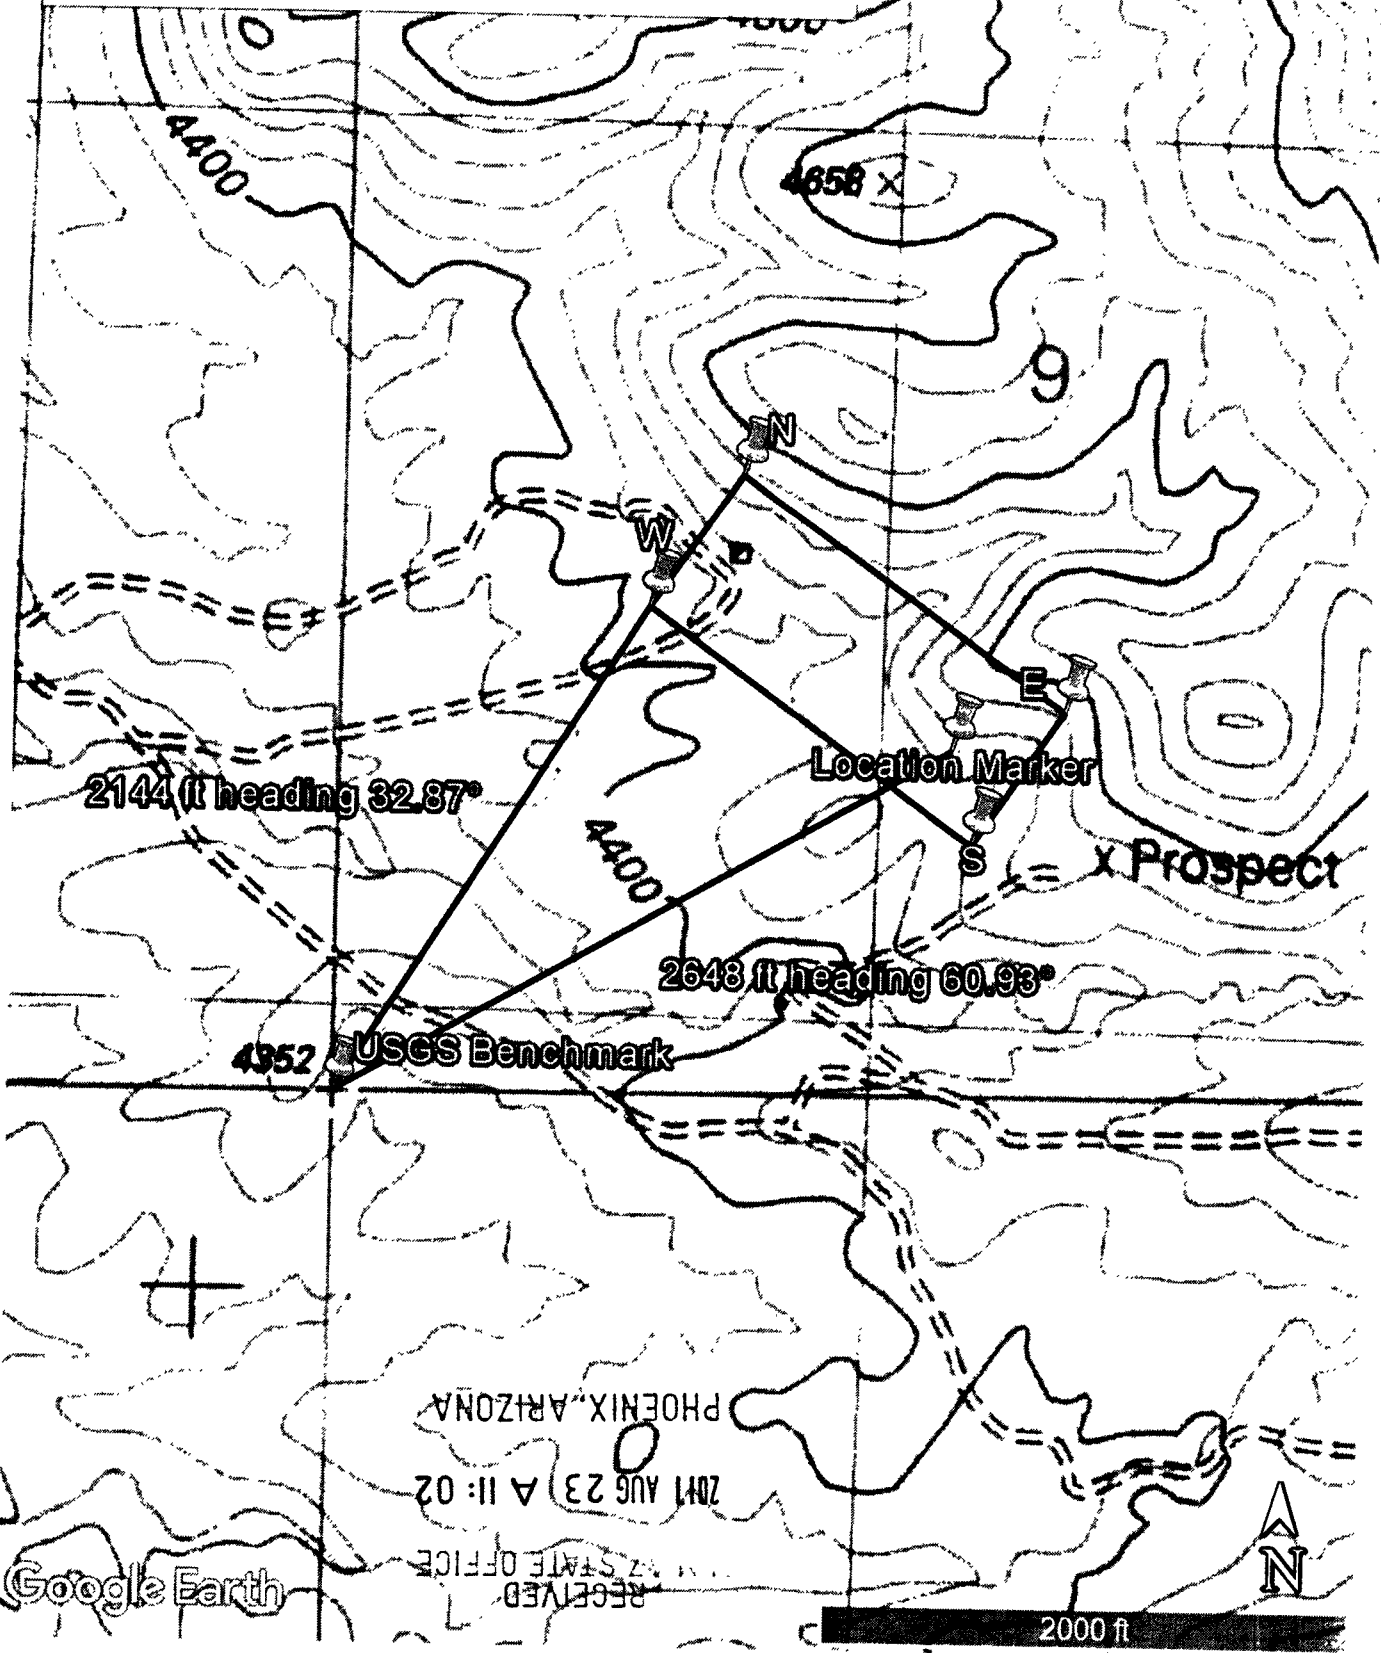 4800
4400
4658
9
N
W
E
Location Marker
2144 ft heading 32.87°
4400
S
x Prospect
2648 ft heading 60.93°
4352
USGS Benchmark
PHOENIX, ARIZONA
2011 AUG 23 A 11: 02
STATE OFFICE
RECEIVED
Google Earth
N
2000 ft